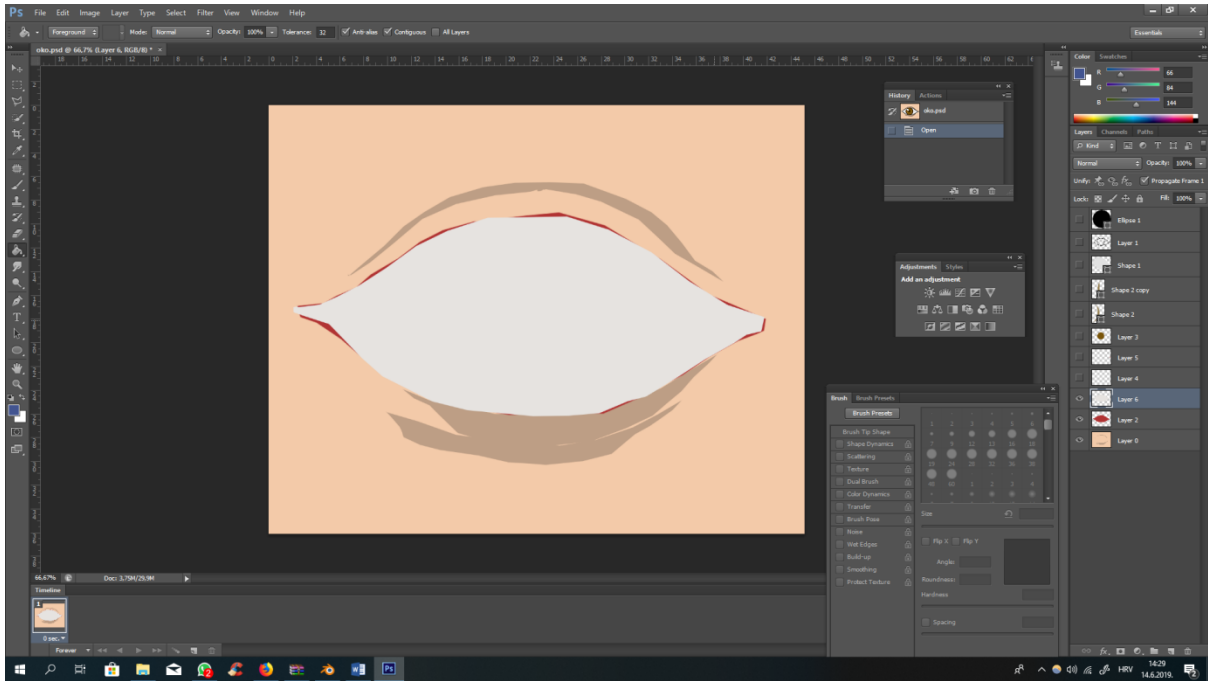 Ps File Edit Image Layer Type Select Filter View Window Help
Foreground Mode: Normal Opacity: 100% Tolerance: 32 Anti-alias Contiguous All Layers Essentials
oko.psd @ 66,7% (Layer 6, RGB/8) * ×
History Actions
oko.psd
Open
Adjustments Styles
Add an adjustment
Brush Brush Presets
Brush Presets
Brush Tip Shape
Shape Dynamics
Scattering
Texture
Dual Brush
Color Dynamics
Transfer
Brush Pose
Noise
Wet Edges
Build-up
Smoothing
Protect Texture
Size
Flip X Flip Y
Angle:
Roundness:
Hardness
Spacing
Color Swatches
R 66
G 84
B 144
Layers Channels Paths
Kind
Normal Opacity: 100%
Unify: Propagate Frame 1
Lock: Fill: 100%
Ellipse 1
Layer 1
Shape 1
Shape 2 copy
Shape 2
Layer 3
Layer 5
Layer 4
Layer 6
Layer 2
Layer 0
66,67% Doc: 3,75M/29,9M
Timeline
1
0 sec.
Forever
HRV
14:29
14.6.2019.